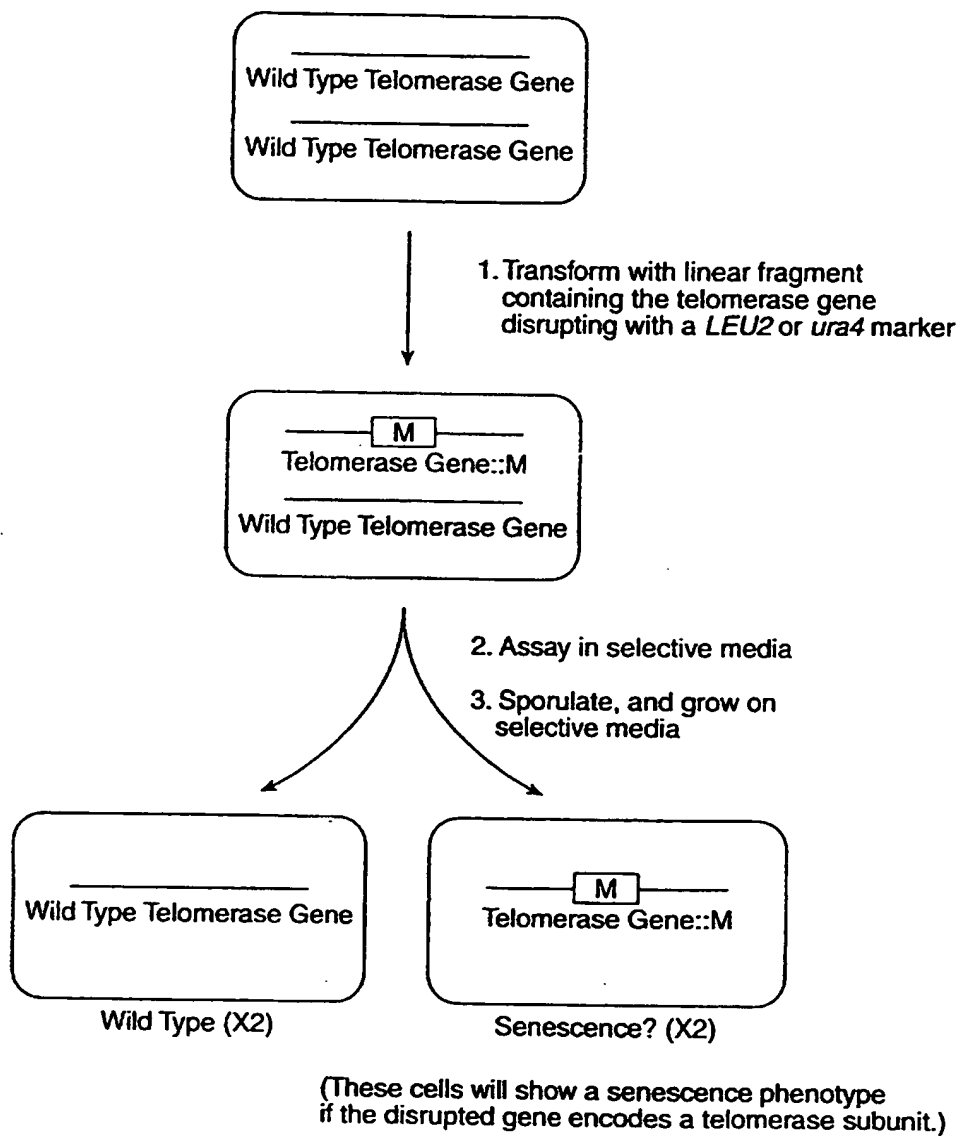 Wild Type Telomerase Gene
Wild Type Telomerase Gene
1. Transform with linear fragment
containing the telomerase gene
disrupting with a LEU2 or ura4 marker
M
Telomerase Gene::M
Wild Type Telomerase Gene
2. Assay in selective media
3. Sporulate, and grow on
selective media
Wild Type Telomerase Gene
Wild Type (X2)
M
Telomerase Gene::M
Senescence? (X2)
(These cells will show a senescence phenotype
if the disrupted gene encodes a telomerase subunit.)